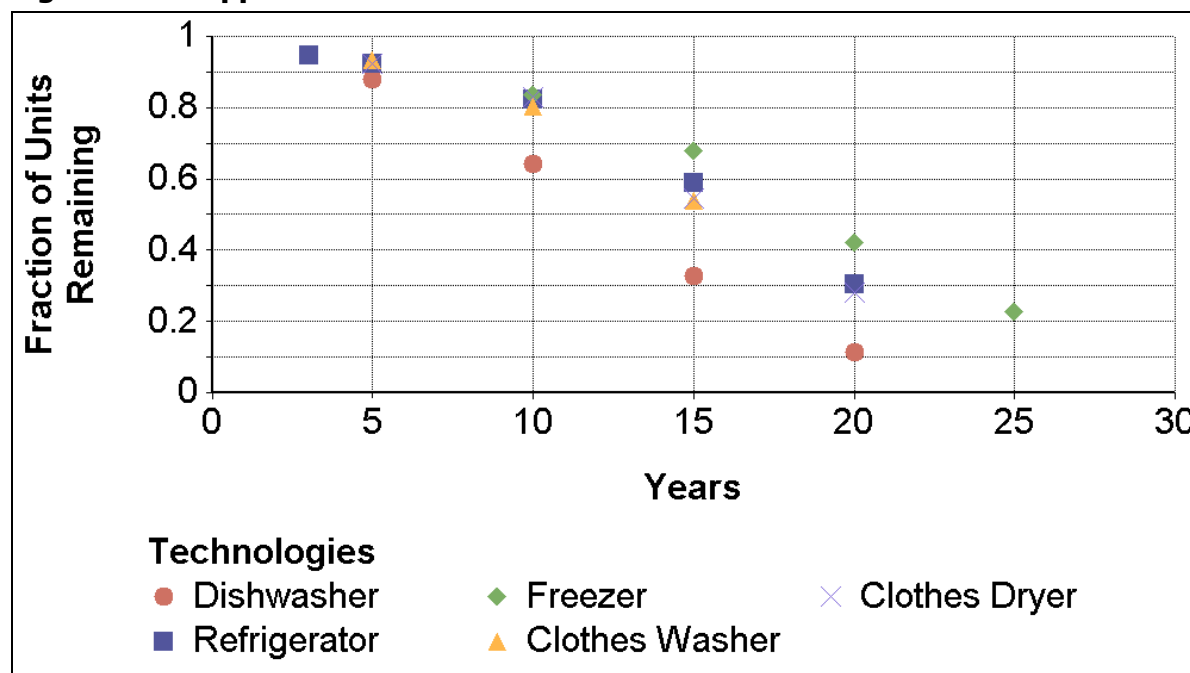 1
0.8
0.6
0.4
0.2
0
Fraction of Units
Remaining
0 5 10 15 20 25 30
Years
Technologies
Dishwasher Freezer Clothes Dryer
Refrigerator Clothes Washer